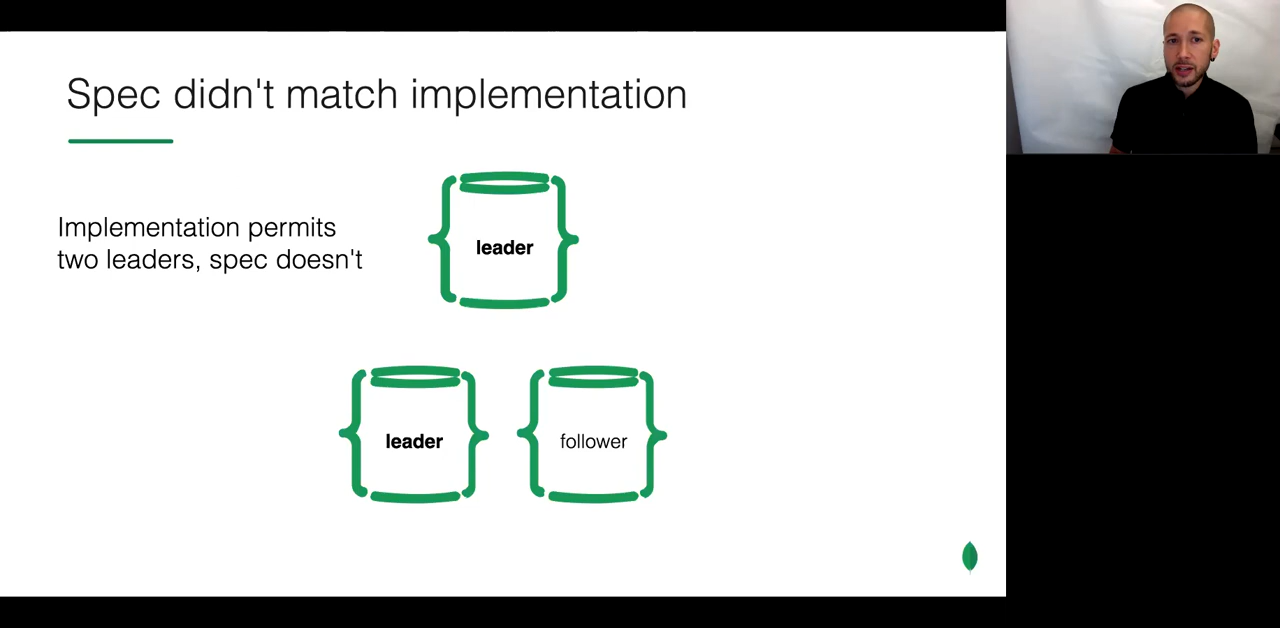 Spec didn't match implementation
Implementation permits
two leaders, spec doesn't
leader
leader
follower